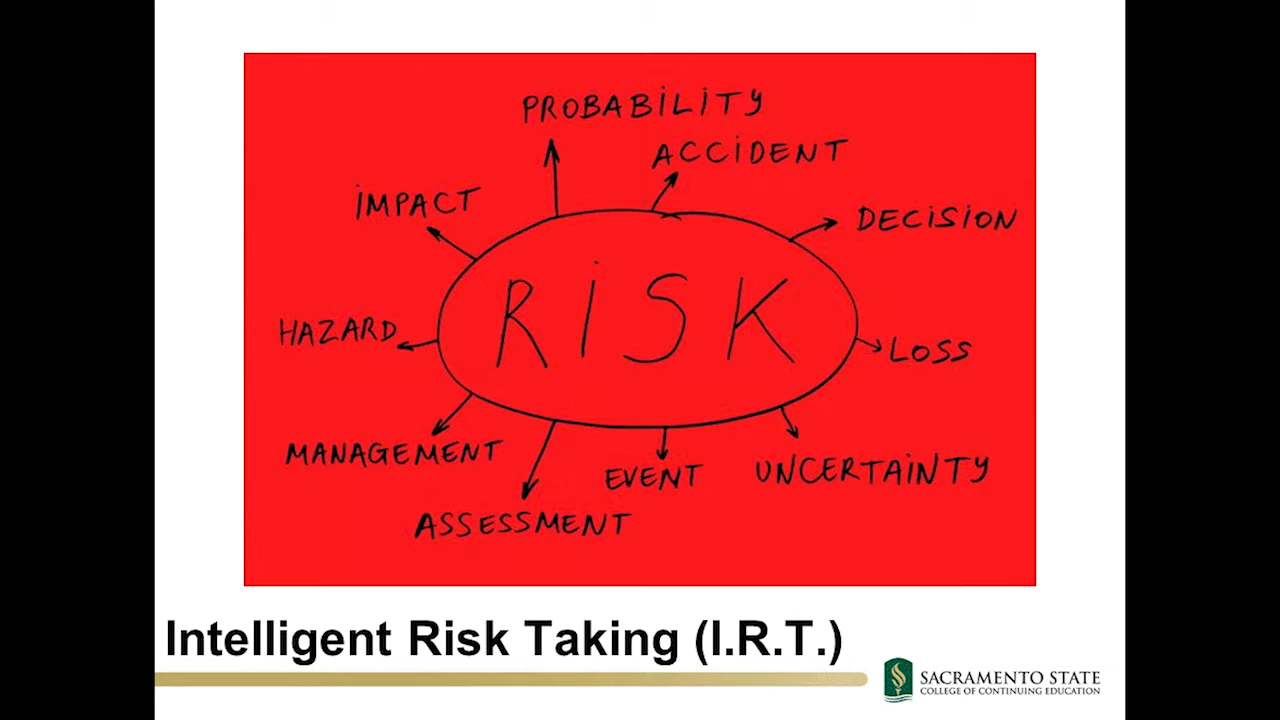 PROBABiLiTY
ACCiDENT
iMPACT
DECiSiON
RiSK
HAZARD
LOSS
MANAGEMENT
EVENT
UNCERTAiNTY
ASSESSMENT
Intelligent Risk Taking (I.R.T.)
SACRAMENTO STATE
COLLEGE OF CONTINUING EDUCATION